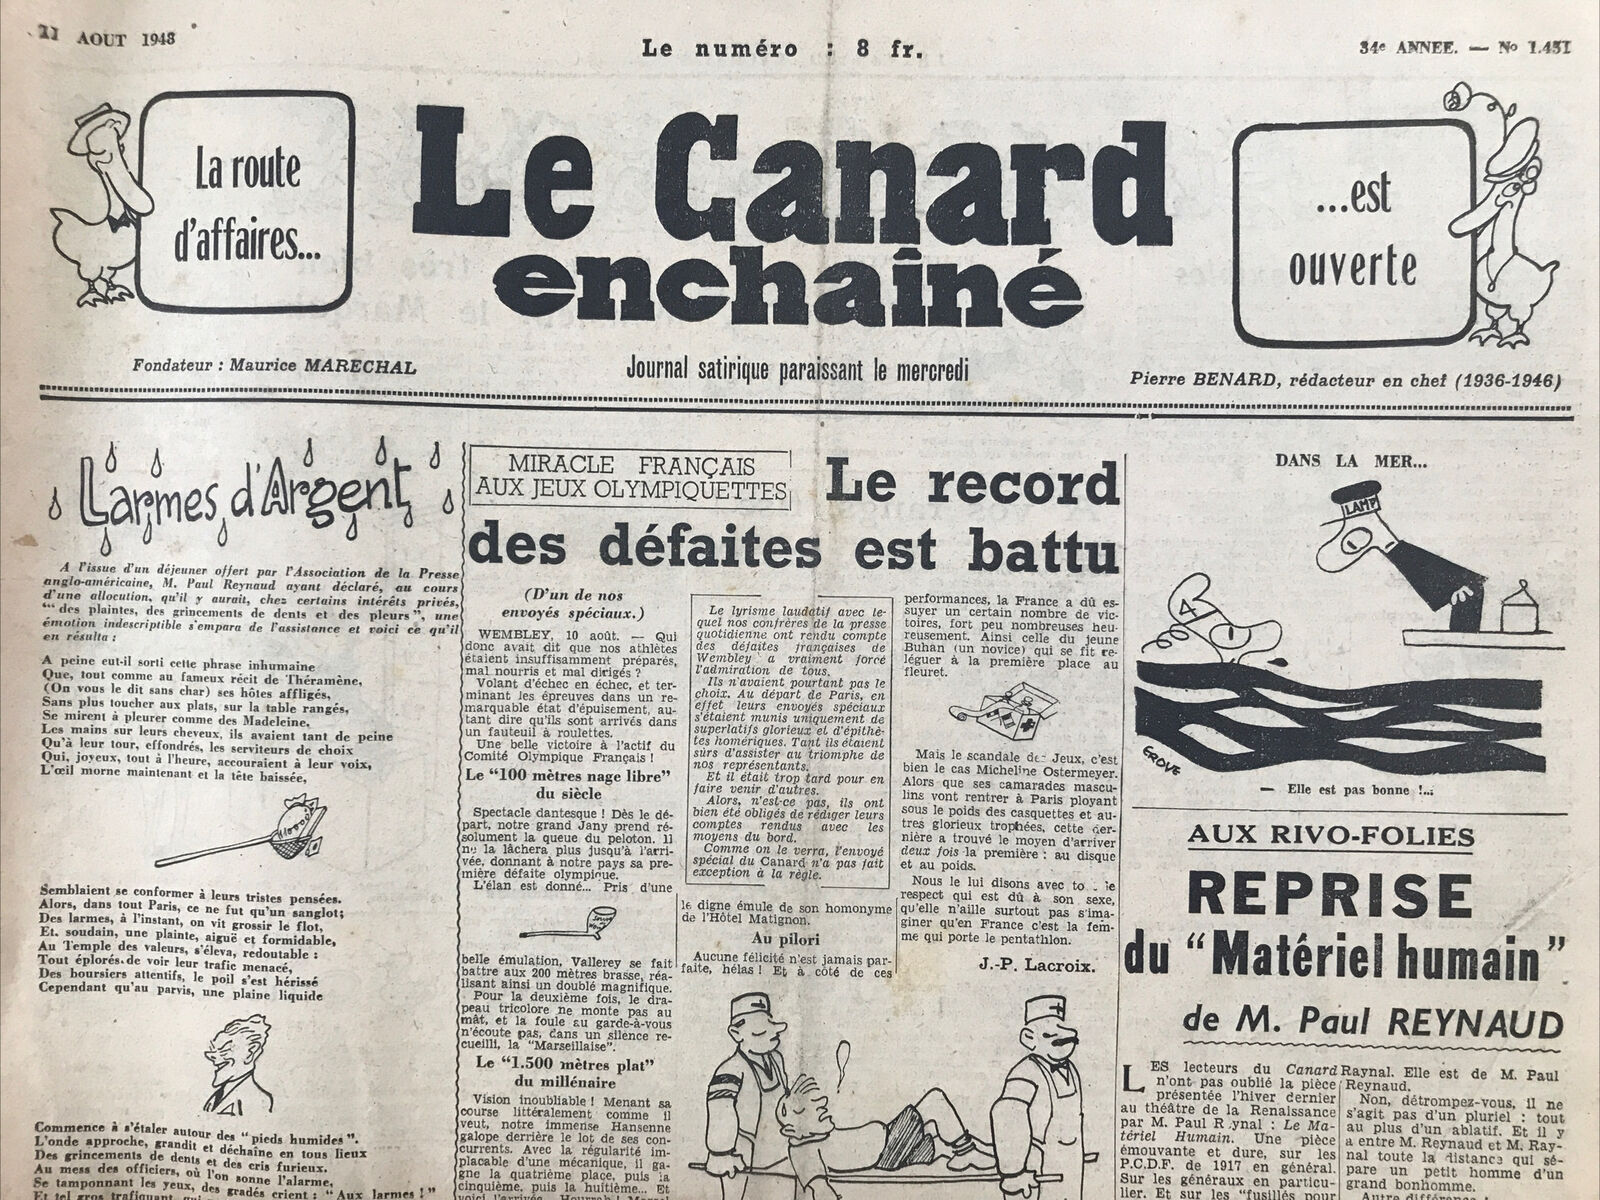 11 AOUT 1948
Le numéro : 8 fr.
34e ANNEE. — No 1.451
La route
d'affaires...
Le Canard
enchaîné
...est
ouverte
Fondateur : Maurice MARECHAL
Journal satirique paraissant le mercredi
Pierre BENARD, rédacteur en chef (1936-1946)
Larmes d'Argent
A l'issue d'un déjeuner offert par l'Association de la Presse
anglo-américaine, M. Paul Reynaud ayant déclaré, au cours
d'une allocution, qu'il y aurait, chez certains intérêts privés,
"des plaintes, des grincements de dents et des pleurs", une
émotion indescriptible s'empara de l'assistance et voici ce qu'il
en résulta :
A peine eut-il sorti cette phrase inhumaine
Que, tout comme au fameux récit de Théramène,
(On vous le dit sans char) ses hôtes affligés,
Sans plus toucher aux plats, sur la table rangés,
Se mirent à pleurer comme des Madeleine.
Les mains sur leurs cheveux, ils avaient tant de peine
Qu'à leur tour, effondrés, les serviteurs de choix
Qui, joyeux, tout à l'heure, accouraient à leur voix,
L'œil morne maintenant et la tête baissée,
Semblaient se conformer à leurs tristes pensées.
Alors, dans tout Paris, ce ne fut qu'un sanglot;
Des larmes, à l'instant, on vit grossir le flot,
Et, soudain, une plainte, aiguë et formidable,
Au Temple des valeurs, s'éleva, redoutable :
Tout éplorés de voir leur trafic menacé,
Des boursiers attentifs, le poil s'est hérissé
Cependant qu'au parvis, une plaine liquide
Commence à s'étaler autour des "pieds humides".
L'onde approche, grandit et déchaîne en tous lieux
Des grincements de dents et des cris furieux.
Au mess des officiers, où l'on sonne l'alarme,
Se tamponnant les yeux, des gradés crient : "Aux larmes !"
Et tel gros trafiquant
MIRACLE FRANÇAIS
AUX JEUX OLYMPIQUETTES
Le record
des défaites est battu
(D'un de nos
envoyés spéciaux.)
WEMBLEY, 10 août. — Qui
donc avait dit que nos athlètes
étaient insuffisamment préparés,
mal nourris et mal dirigés ?
Volant d'échec en échec, et ter-
minant les épreuves dans un re-
marquable état d'épuisement, au-
tant dire qu'ils sont arrivés dans
un fauteuil à roulettes.
Une belle victoire à l'actif du
Comité Olympique Français !
Le "100 mètres nage libre"
du siècle
Spectacle dantesque ! Dès le dé-
part, notre grand Jany prend ré-
solument la queue du peloton. Il
ne la lâchera plus jusqu'à l'arri-
vée, donnant à notre pays sa pre-
mière défaite olympique.
L'élan est donné... Pris d'une
belle émulation, Vallerey se fait
battre aux 200 mètres brasse, réa-
lisant ainsi un doublé magnifique.
Pour la deuxième fois, le dra-
peau tricolore ne monte pas au
mât, et la foule au garde-à-vous
n'écoute pas, dans un silence re-
cueilli, la "Marseillaise".
Le "1.500 mètres plat"
du millénaire
Vision inoubliable ! Menant sa
course littéralement comme il
veut, notre immense Hansenne
galope derrière le lot de ses con-
currents. Avec la régularité im-
placable d'une mécanique, il ga-
gne la quatrième place, puis la
cinquième, puis la huitième... Et
voici l'arrivée. Hourrah !
Le lyrisme laudatif avec le-
quel nos confrères de la presse
quotidienne ont rendu compte
des défaites françaises de
Wembley a vraiment forcé
l'admiration de tous.
Ils n'avaient pourtant pas le
choix. Au départ de Paris, en
effet leurs envoyés spéciaux
s'étaient munis uniquement de
superlatifs glorieux et d'épithè-
tes homériques. Tant ils étaient
sûrs d'assister au triomphe de
nos représentants.
Et il était trop tard pour en
faire venir d'autres.
Alors, n'est-ce pas, ils ont
bien été obligés de rédiger leurs
comptes rendus avec les
moyens du bord.
Comme on le verra, l'envoyé
spécial du Canard n'a pas fait
exception à la règle.
le digne émule de son homonyme
de l'Hôtel Matignon.
Au pilori
Aucune félicité n'est jamais par-
faite, hélas ! Et à côté de ces
performances, la France a dû es-
suyer un certain nombre de vic-
toires, fort peu nombreuses heu-
reusement. Ainsi celle du jeune
Buhan (un novice) qui se fit re-
léguer à la première place au
fleuret.
Mais le scandale des Jeux, c'est
bien le cas Micheline Ostermeyer.
Alors que ses camarades mascu-
lins vont rentrer à Paris ployant
sous le poids des casquettes et au-
tres glorieux trophées, cette der-
nière a trouvé le moyen d'arriver
deux fois la première : au disque
et au poids.
Nous le lui disons avec to le
respect qui est dû à son sexe,
qu'elle n'aille surtout pas s'ima-
giner qu'en France c'est la fem-
me qui porte le pentathlon.
J.-P. Lacroix.
DANS LA MER...
LAMP
GROVE
— Elle est pas bonne !...
AUX RIVO-FOLIES
REPRISE
du "Matériel humain"
de M. Paul REYNAUD
LES lecteurs du Canard
n'ont pas oublié la pièce
présentée l'hiver dernier
au théâtre de la Renaissance
par M. Paul Raynal : Le Ma-
tériel Humain. Une pièce
émouvante et dure, sur les
P.C.D.F. de 1917 en général.
Sur les généraux en particu-
lier. Et sur les "fusillés pour
Raynal. Elle est de M. Paul
Reynaud.
Non, détrompez-vous, il ne
s'agit pas d'un pluriel : tout au
plus d'un ablatif. Et il y
a entre M. Reynaud et M. Ray-
nal toute la distance qui sé-
pare un petit homme d'un
grand bonhomme.